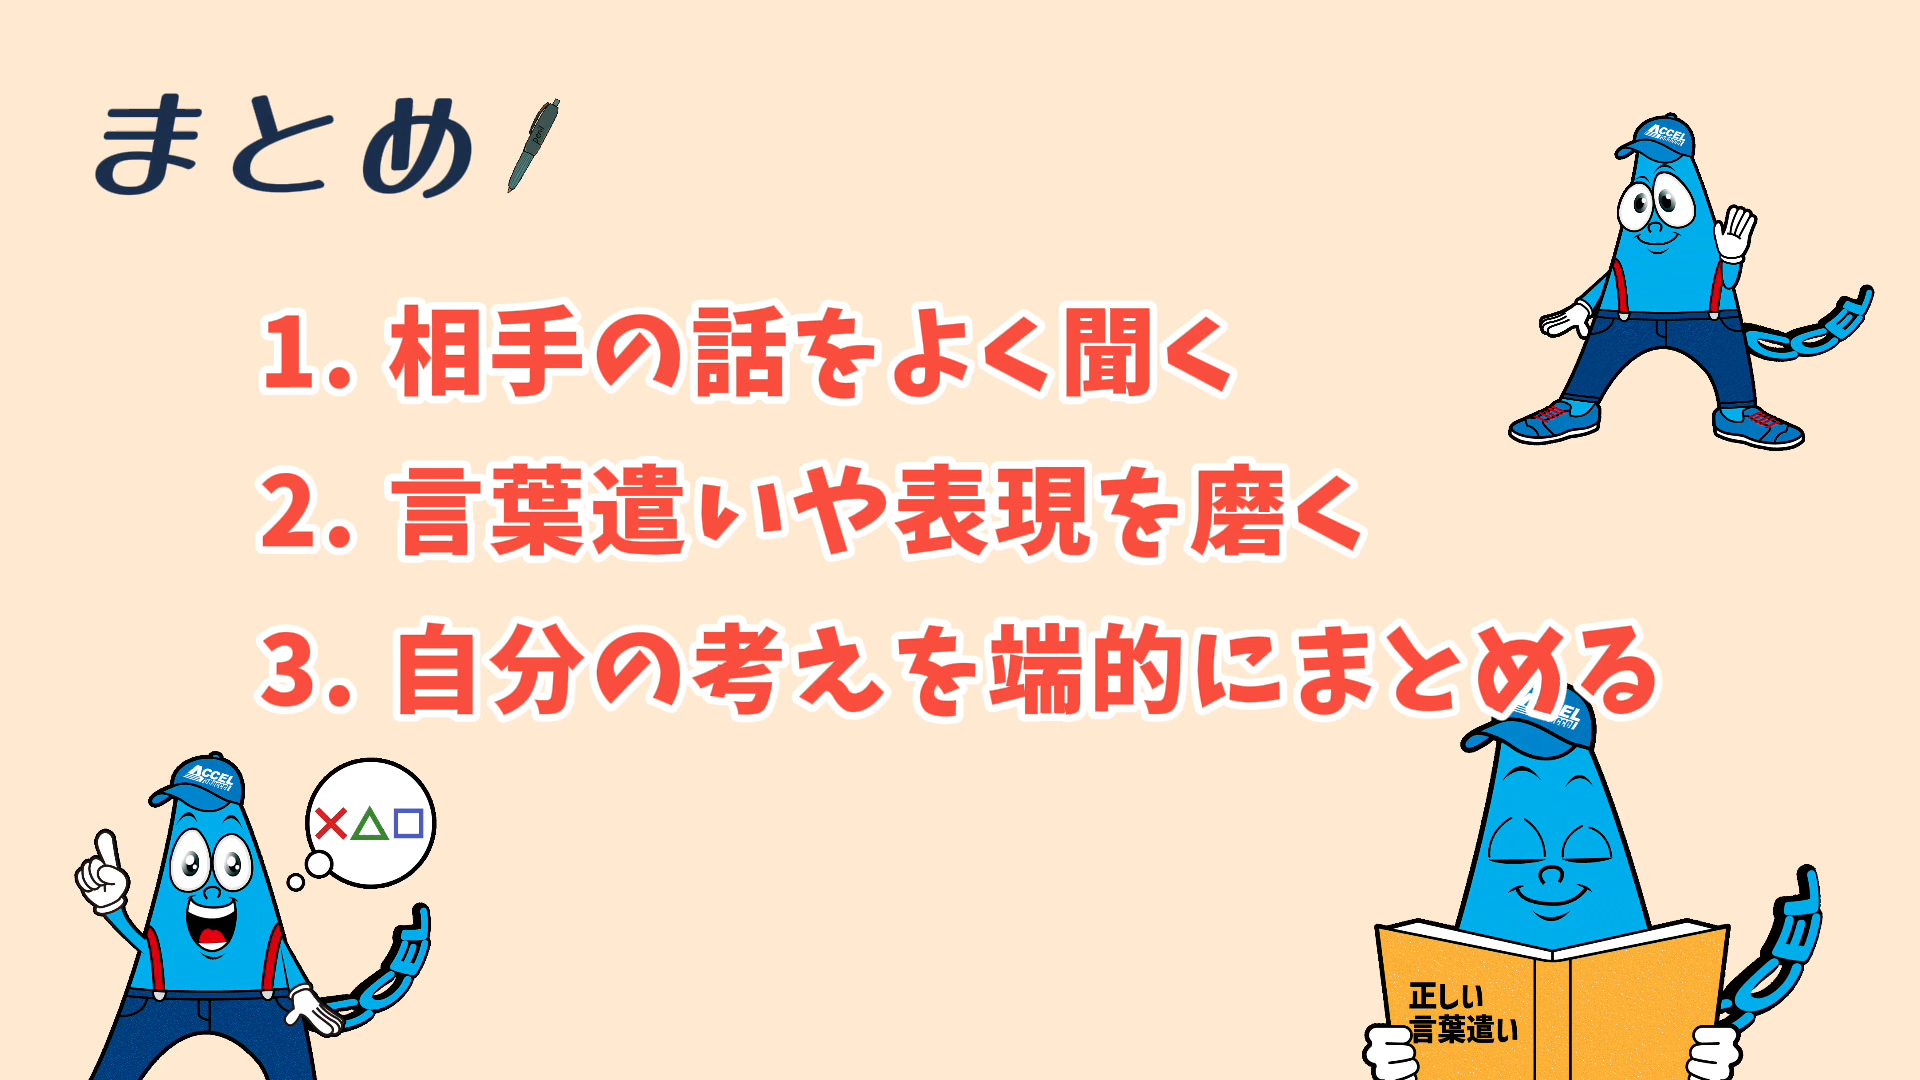 まとめ
1. 相手の話をよく聞く
2. 言葉遣いや表現を磨く
3. 自分の考えを端的にまとめる
ACCEL
ACCEL
正しい
言葉遣い